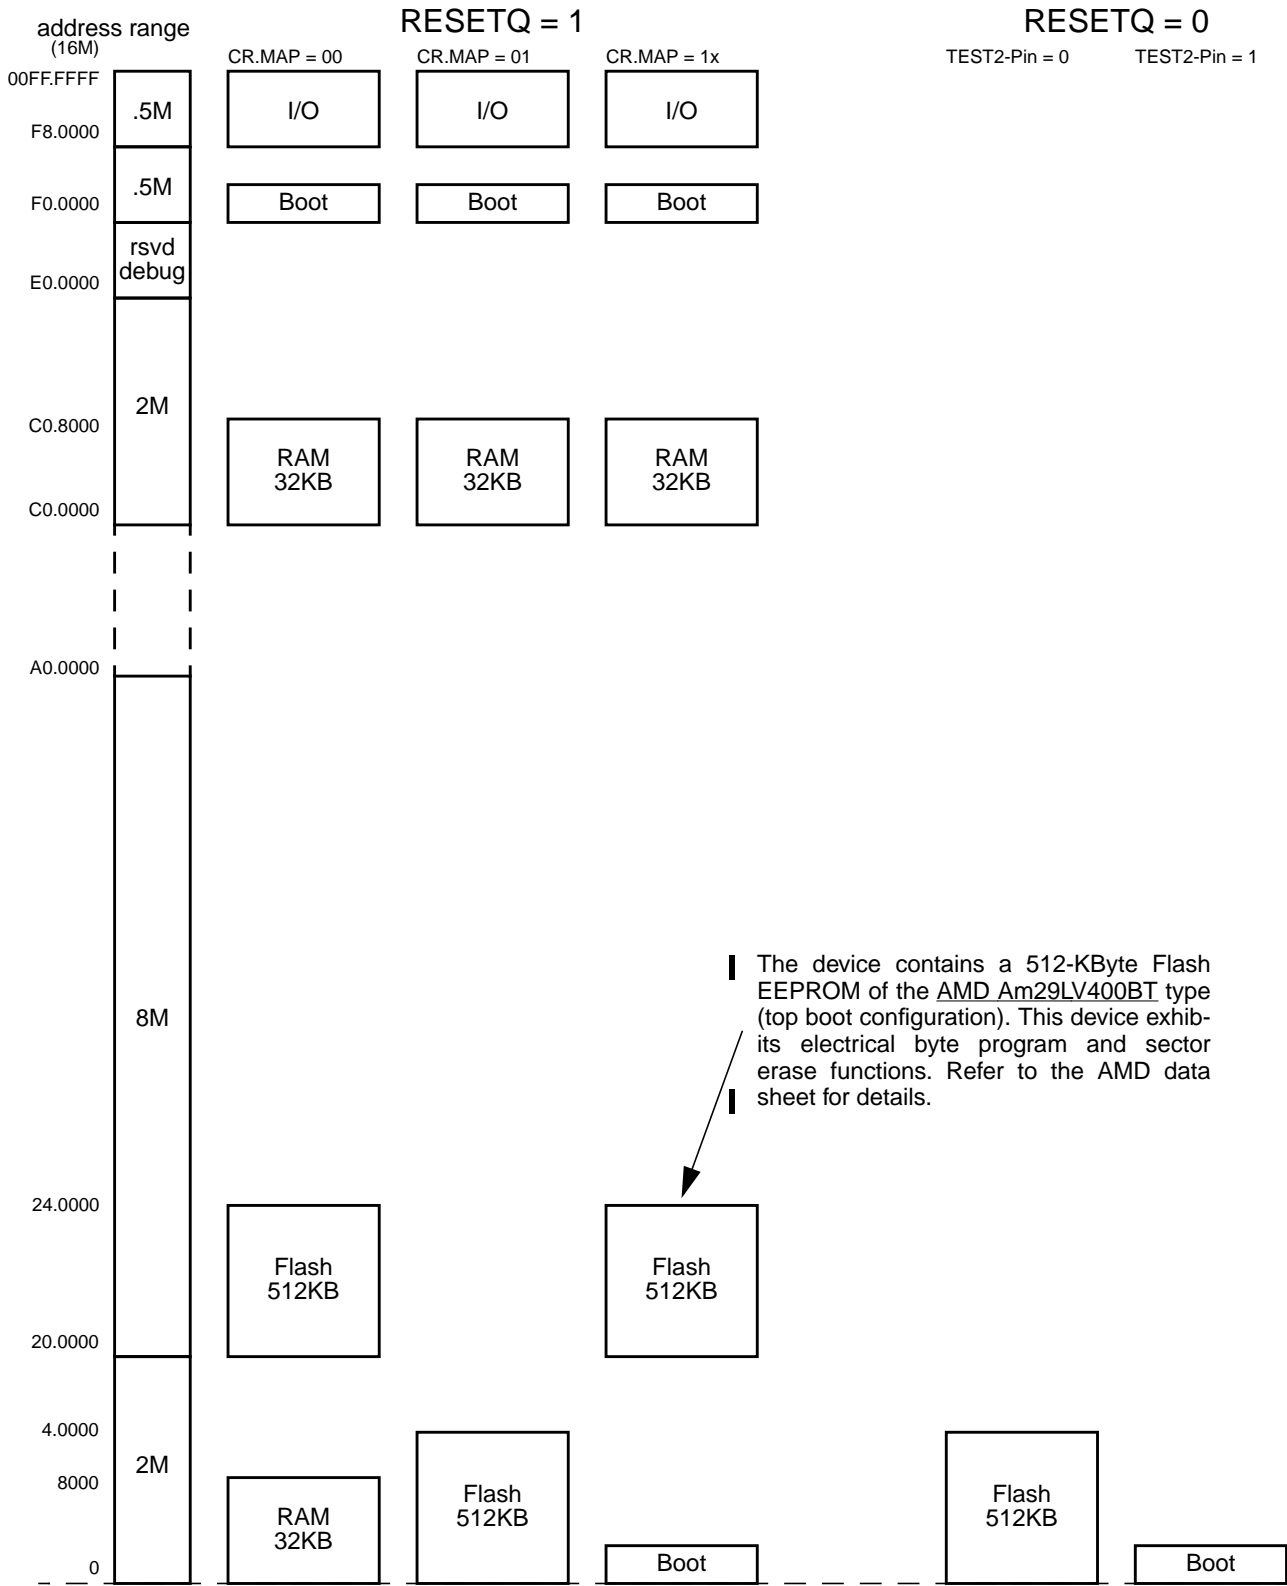 address range
(16M)
RESETQ = 1
RESETQ = 0
CR.MAP = 00
CR.MAP = 01
CR.MAP = 1x
TEST2-Pin = 0
TEST2-Pin = 1
00FF.FFFF
.5M
I/O
I/O
I/O
F8.0000
.5M
F0.0000
Boot
Boot
Boot
rsvd
debug
E0.0000
2M
C0.8000
RAM
32KB
RAM
32KB
RAM
32KB
C0.0000
A0.0000
8M
The device contains a 512-KByte Flash
EEPROM of the AMD Am29LV400BT type
(top boot configuration). This device exhib-
its electrical byte program and sector
erase functions. Refer to the AMD data
sheet for details.
24.0000
Flash
512KB
Flash
512KB
20.0000
4.0000
2M
8000
RAM
32KB
Flash
512KB
Boot
Flash
512KB
Boot
0